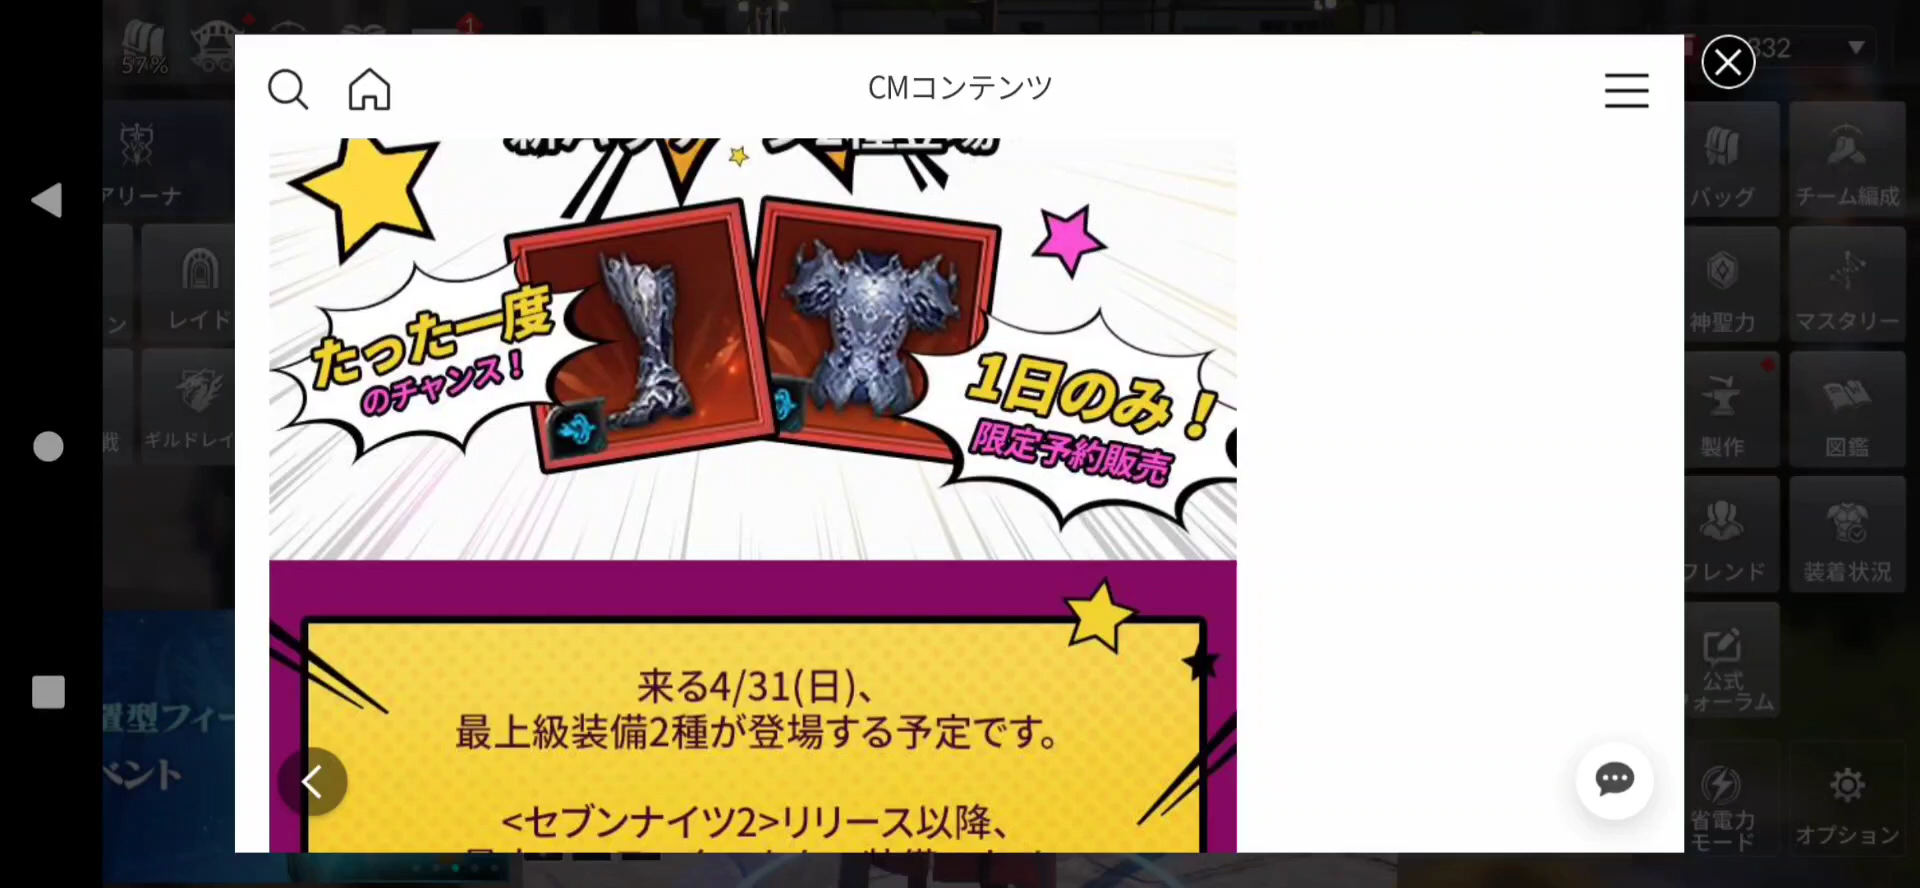 57%
1
CMコンテンツ
332
アリーナ
バッグ
チーム編成
たった一度
のチャンス！
1日のみ！
限定予約販売
ン
レイド
神聖力
マスタリー
戦
ギルドレイ
製作
図鑑
フレンド
装着状況
来る4/31(日)、
最上級装備2種が登場する予定です。
公式
ォーラム
置型フィー
ベント
<セブンナイツ2>リリース以降、
省電力
モード
オプション